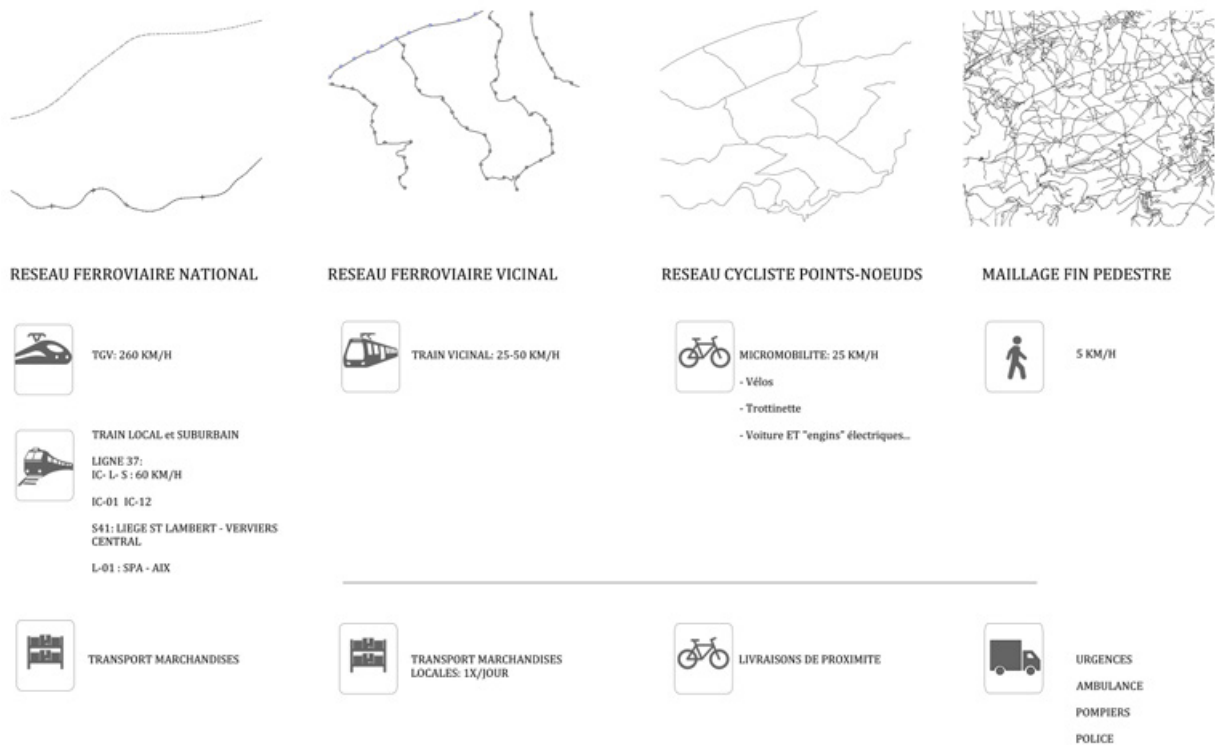 RESEAU FERROVIAIRE NATIONAL
RESEAU FERROVIAIRE VICINAL
RESEAU CYCLISTE POINTS-NOEUDS
MAILLAGE FIN PEDESTRE
TGV: 260 KM/H
TRAIN VICINAL: 25-50 KM/H
MICROMOBILITE: 25 KM/H
- Vélos
- Trottinette
- Voiture ET "engins" électriques...
5 KM/H
TRAIN LOCAL et SUBURBAIN
LIGNE 37:
IC- L- S : 60 KM/H
IC-01 IC-12
S41: LIEGE ST LAMBERT - VERVIERS
CENTRAL
L-01 : SPA - AIX
TRANSPORT MARCHANDISES
TRANSPORT MARCHANDISES
LOCALES: 1X/JOUR
LIVRAISONS DE PROXIMITE
URGENCES
AMBULANCE
POMPIERS
POLICE